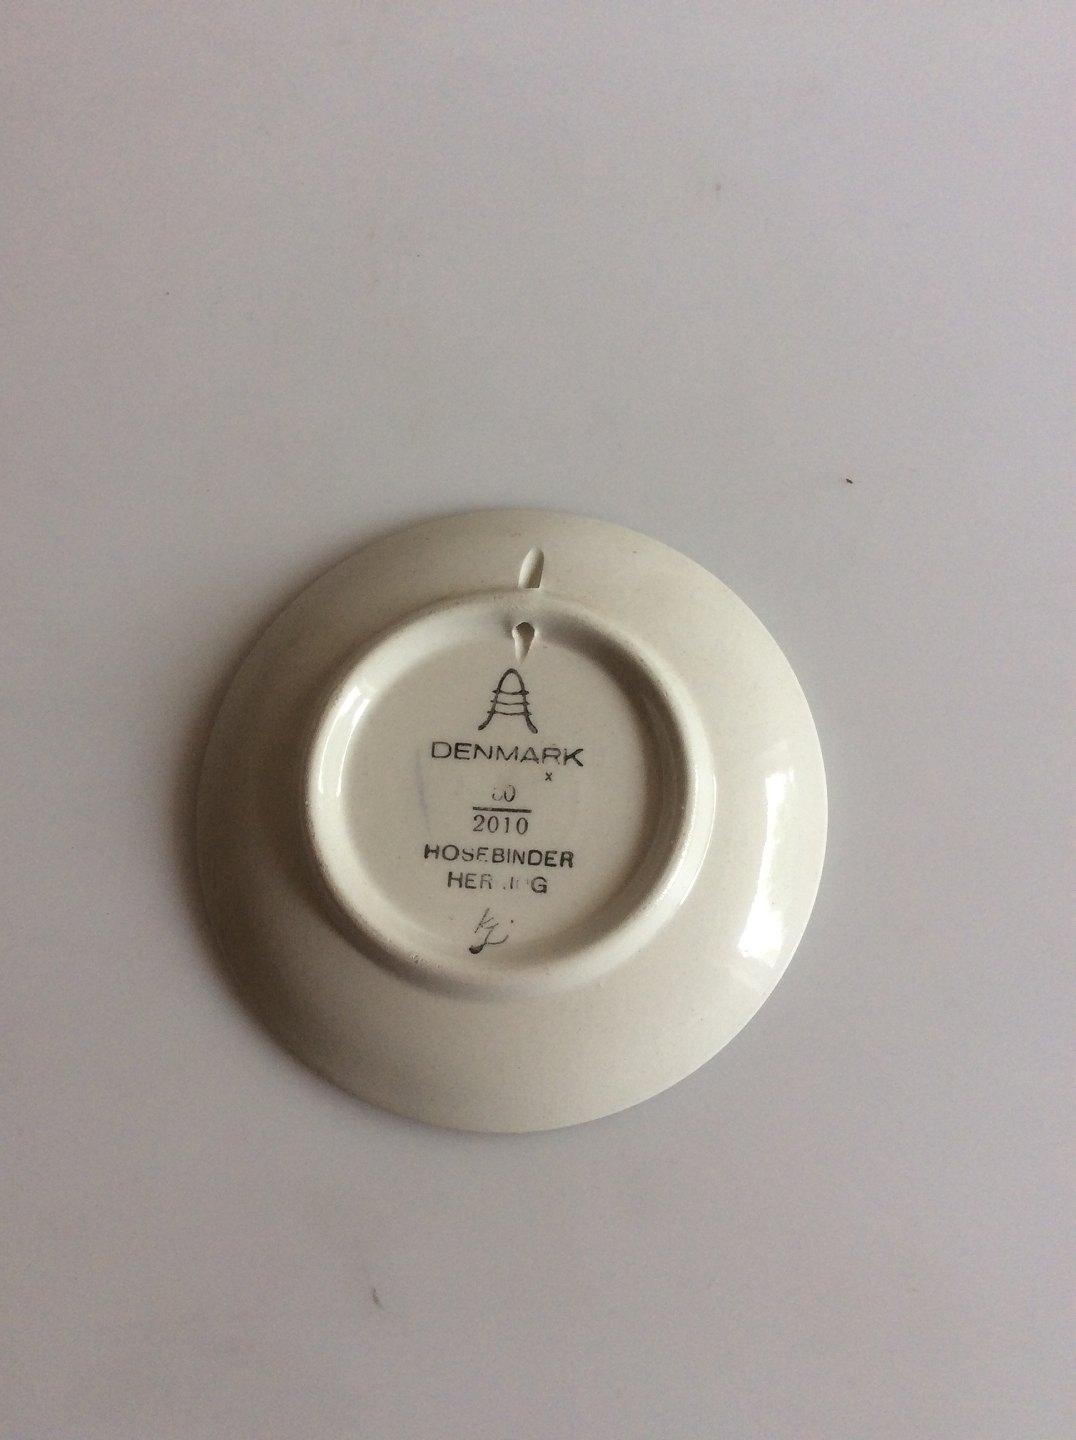 DENMARK
x
2010
HOSEBINDER